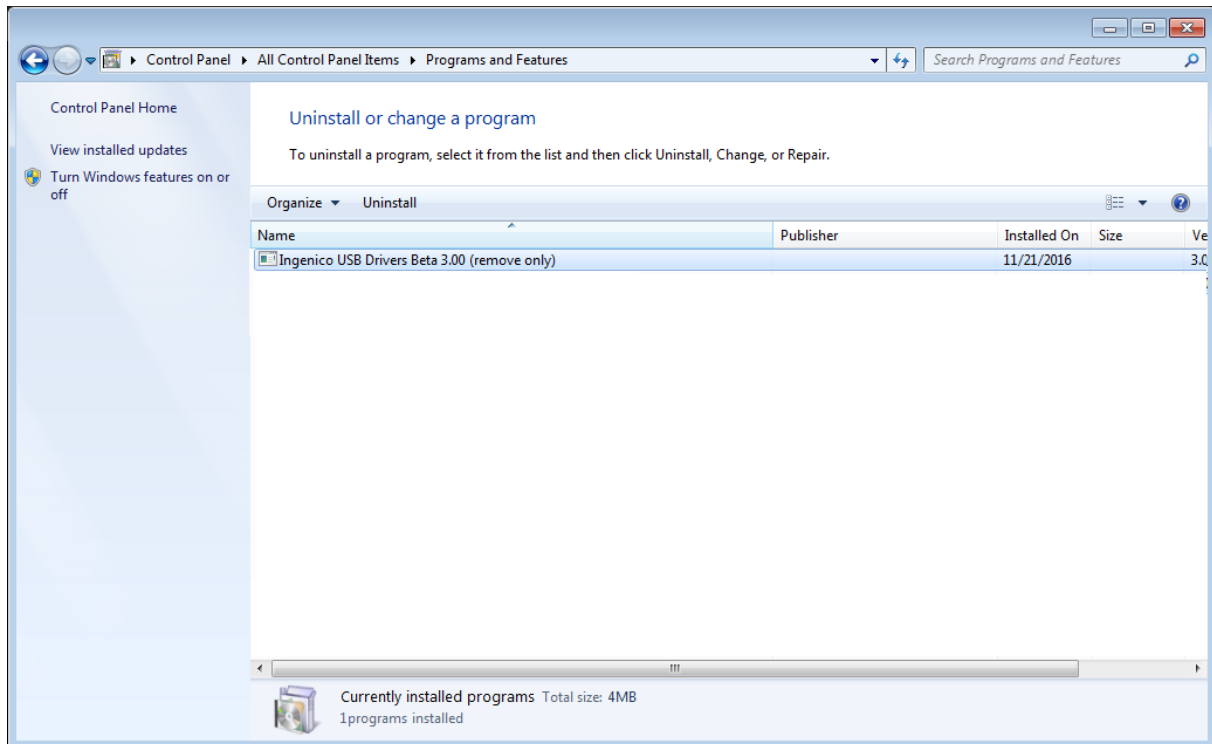 Control Panel All Control Panel Items Programs and Features
Search Programs and Features
Control Panel Home
View installed updates
Turn Windows features on or
off
Uninstall or change a program
To uninstall a program, select it from the list and then click Uninstall, Change, or Repair.
Organize Uninstall
Name Publisher Installed On Size Ve
Ingenico USB Drivers Beta 3.00 (remove only) 11/21/2016 3.0
Currently installed programs Total size: 4MB
1programs installed